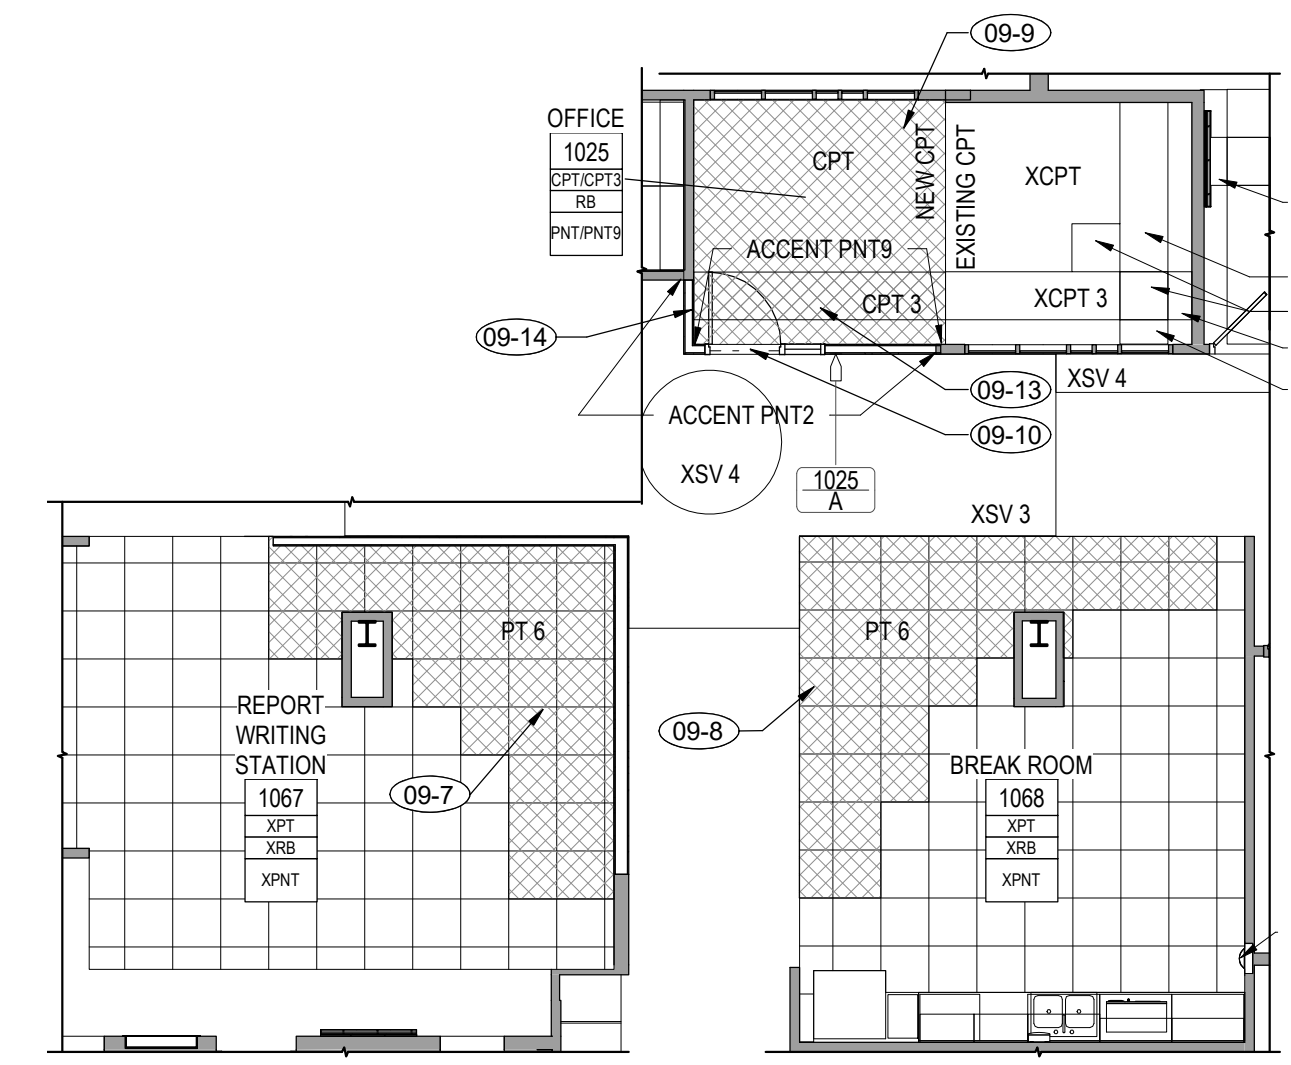 09-9
OFFICE
1025
CPT/CPT3
RB
PNT/PNT9
CPT
NEW CPT
EXISTING CPT
XCPT
ACCENT PNT9
CPT 3
XCPT 3
09-14
09-13
XSV 4
ACCENT PNT2
09-10
XSV 4
1025
A
XSV 3
PT 6
PT 6
REPORT
WRITING
STATION
1067
XPT
XRB
XPNT
09-7
09-8
BREAK ROOM
1068
XPT
XRB
XPNT